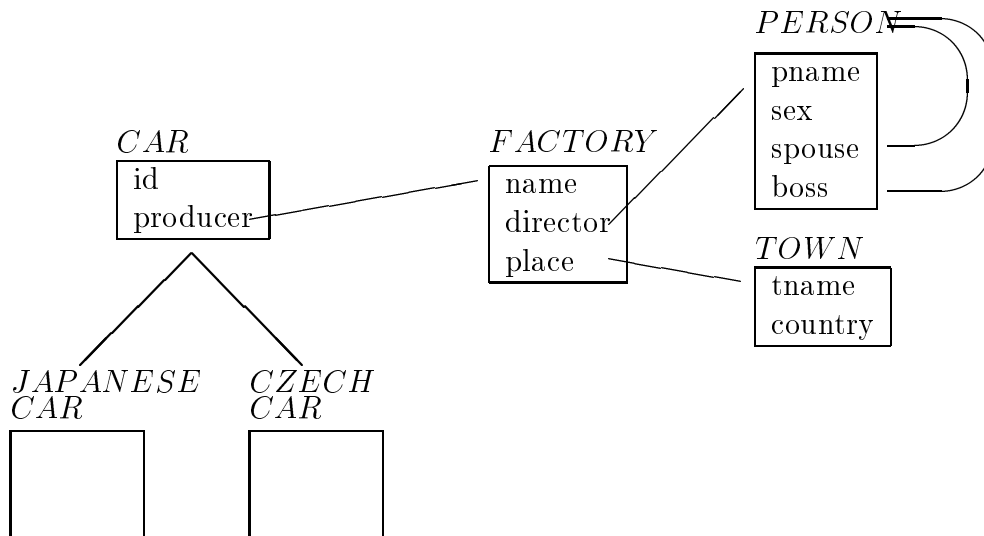 PERSON
pname
sex
spouse
boss
CAR
id
producer
FACTORY
name
director
place
TOWN
tname
country
JAPANESE
CAR
CZECH
CAR